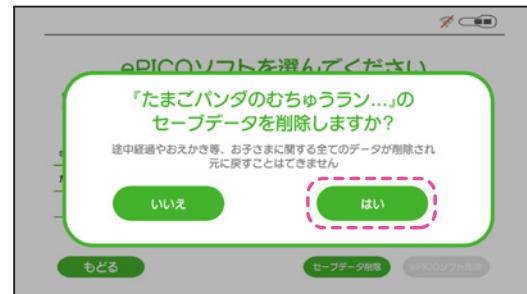 ePICOソフトを選んでください
『たまごパンダのむちゅうラン...』の
セーブデータを削除しますか?
途中経過やおえかき等、お子さまに関する全てのデータが削除され
元に戻すことはできません
いいえ
はい
もどる
セーブデータ削除
ePICOソフト削除